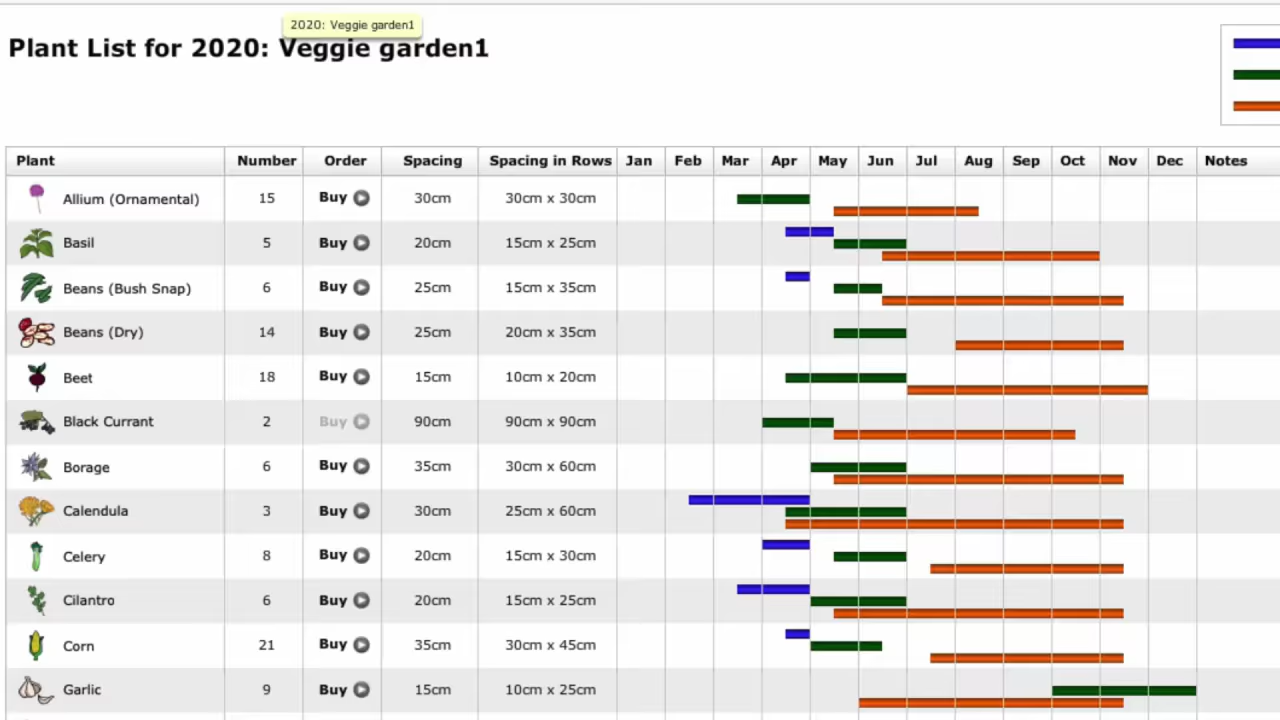 2020: Veggie garden1
Plant List for 2020: Veggie garden1
Plant Number Order Spacing Spacing in Rows Jan Feb Mar Apr May Jun Jul Aug Sep Oct Nov Dec Notes
Allium (Ornamental) 15 Buy 30cm 30cm x 30cm
Basil 5 Buy 20cm 15cm x 25cm
Beans (Bush Snap) 6 Buy 25cm 15cm x 35cm
Beans (Dry) 14 Buy 25cm 20cm x 35cm
Beet 18 Buy 15cm 10cm x 20cm
Black Currant 2 Buy 90cm 90cm x 90cm
Borage 6 Buy 35cm 30cm x 60cm
Calendula 3 Buy 30cm 25cm x 60cm
Celery 8 Buy 20cm 15cm x 30cm
Cilantro 6 Buy 20cm 15cm x 25cm
Corn 21 Buy 35cm 30cm x 45cm
Garlic 9 Buy 15cm 10cm x 25cm